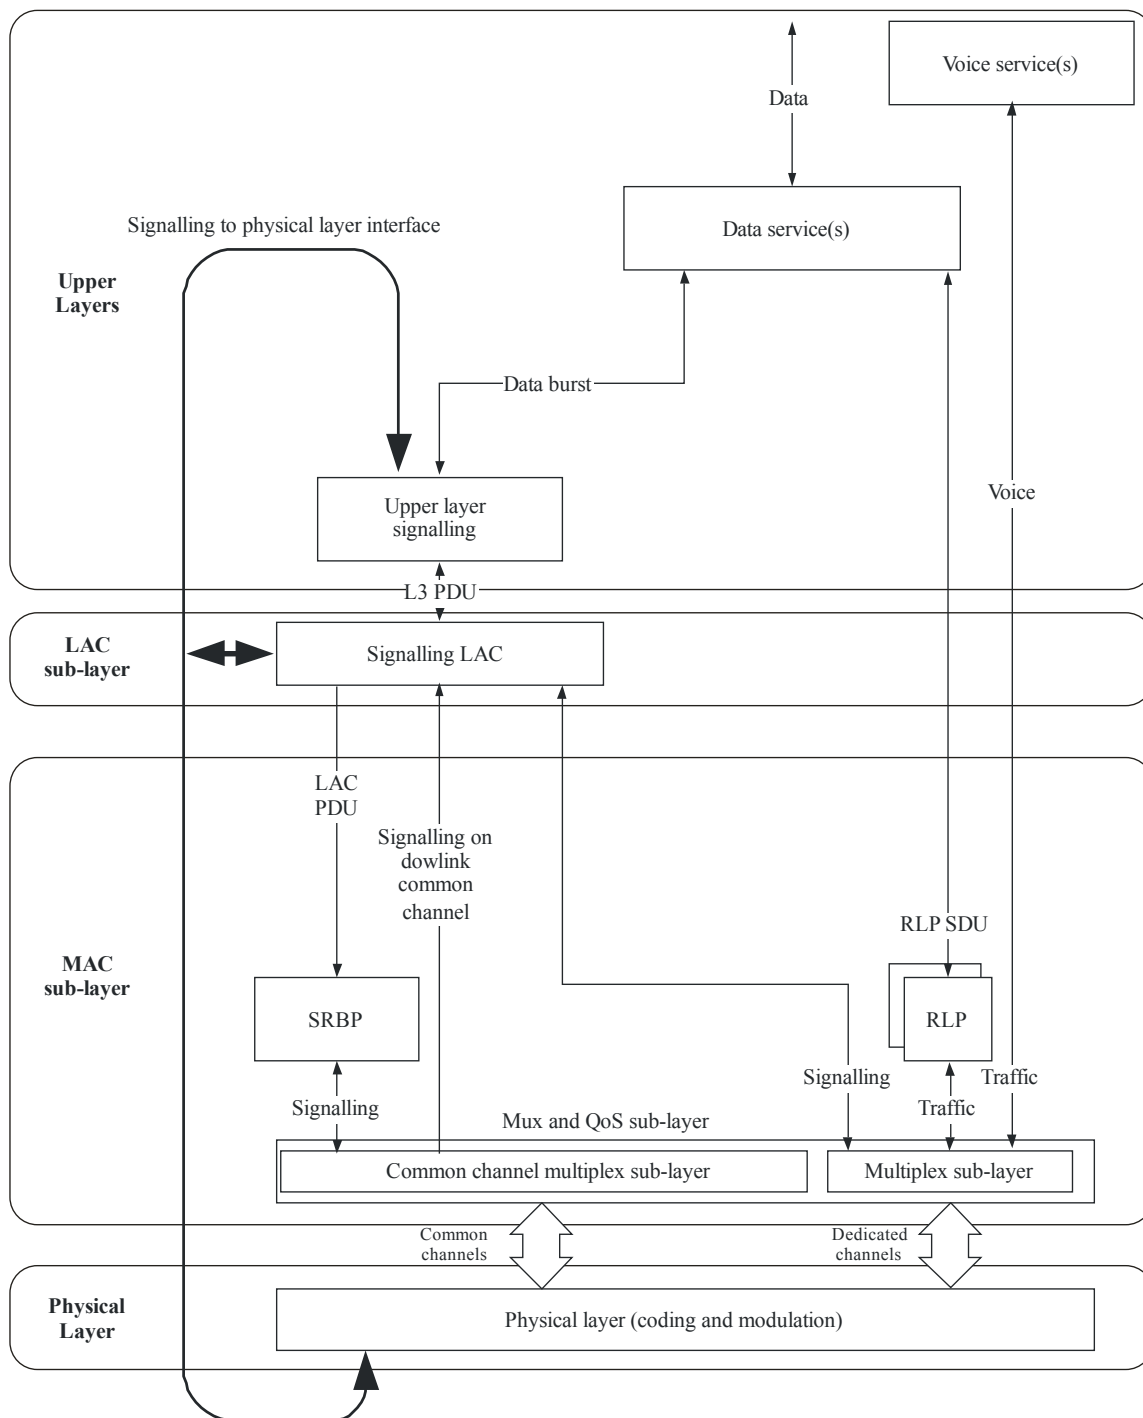 Voice service(s)
Data
Data service(s)
Signalling to physical layer interface
Upper
Layers
Data burst
Voice
Upper layer
signalling
L3 PDU
LAC
sub-layer
Signalling LAC
LAC
PDU
Signalling on
dowlink
common
channel
RLP SDU
MAC
sub-layer
SRBP
RLP
Signalling
Signalling
Traffic
Traffic
Mux and QoS sub-layer
Common channel multiplex sub-layer
Multiplex sub-layer
Common
channels
Dedicated
channels
Physical
Layer
Physical layer (coding and modulation)